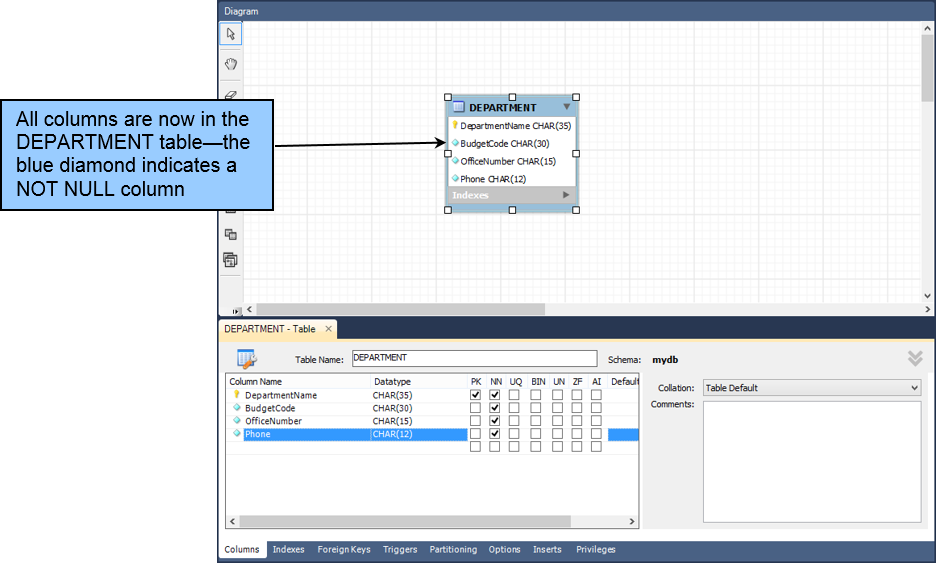 Diagram
All columns are now in the
DEPARTMENT table—the
blue diamond indicates a
NOT NULL column
DEPARTMENT
DepartmentName CHAR(35)
BudgetCode CHAR(30)
OfficeNumber CHAR(15)
Phone CHAR(12)
Indexes
DEPARTMENT - Table
Table Name: DEPARTMENT Schema: mydb
Column Name Datatype PK NN UQ BIN UN ZF AI Default
DepartmentName CHAR(35)
BudgetCode CHAR(30)
OfficeNumber CHAR(15)
Phone CHAR(12)
Collation: Table Default
Comments:
Columns Indexes Foreign Keys Triggers Partitioning Options Inserts Privileges